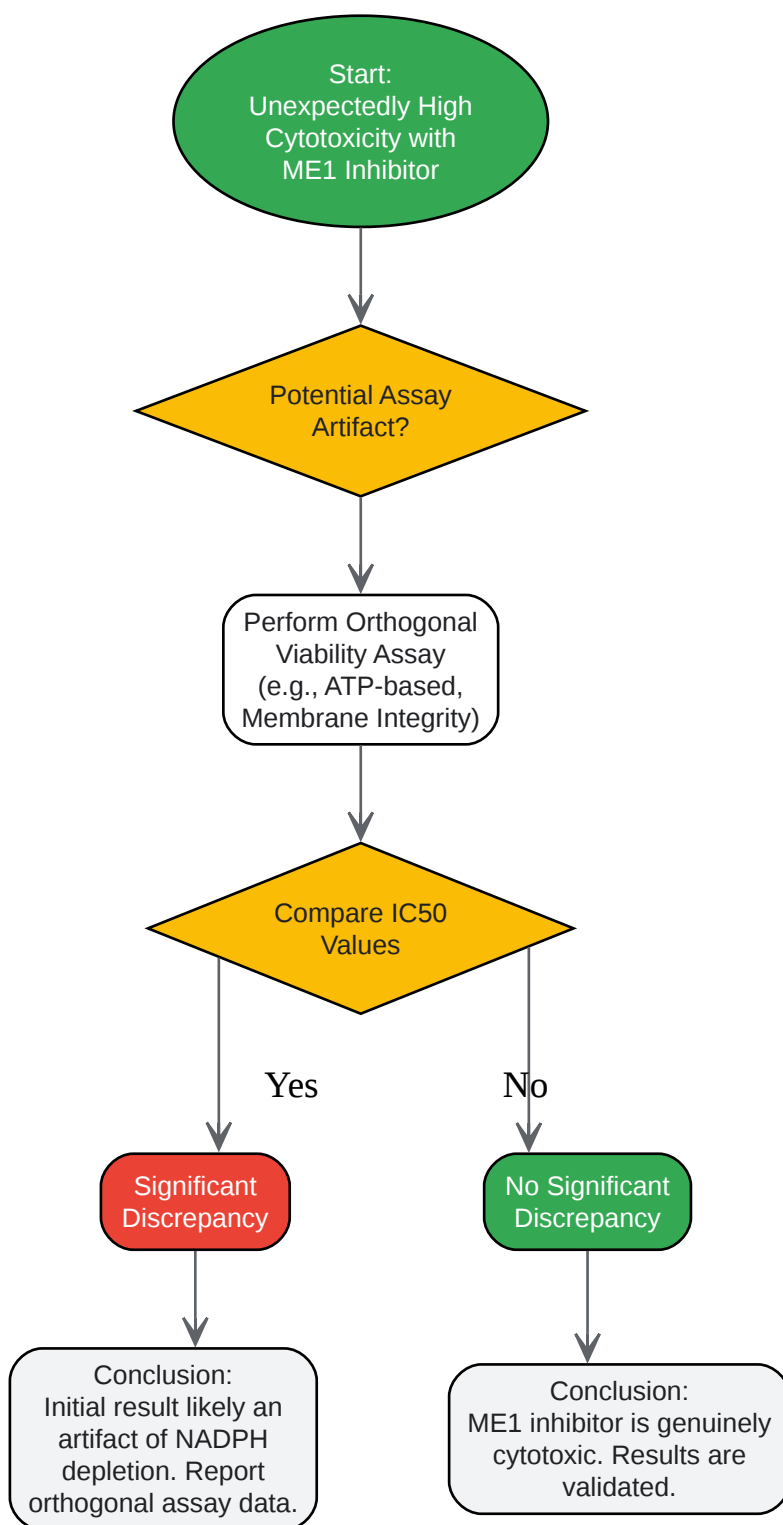 Start:
Unexpectedly High
Cytotoxicity with
ME1 Inhibitor
Potential Assay
Artifact?
Perform Orthogonal
Viability Assay
(e.g., ATP-based,
Membrane Integrity)
Compare IC50
Values
Yes
No
Significant
Discrepancy
No Significant
Discrepancy
Conclusion:
Initial result likely an
artifact of NADPH
depletion. Report
orthogonal assay data.
Conclusion:
ME1 inhibitor is genuinely
cytotoxic. Results are
validated.